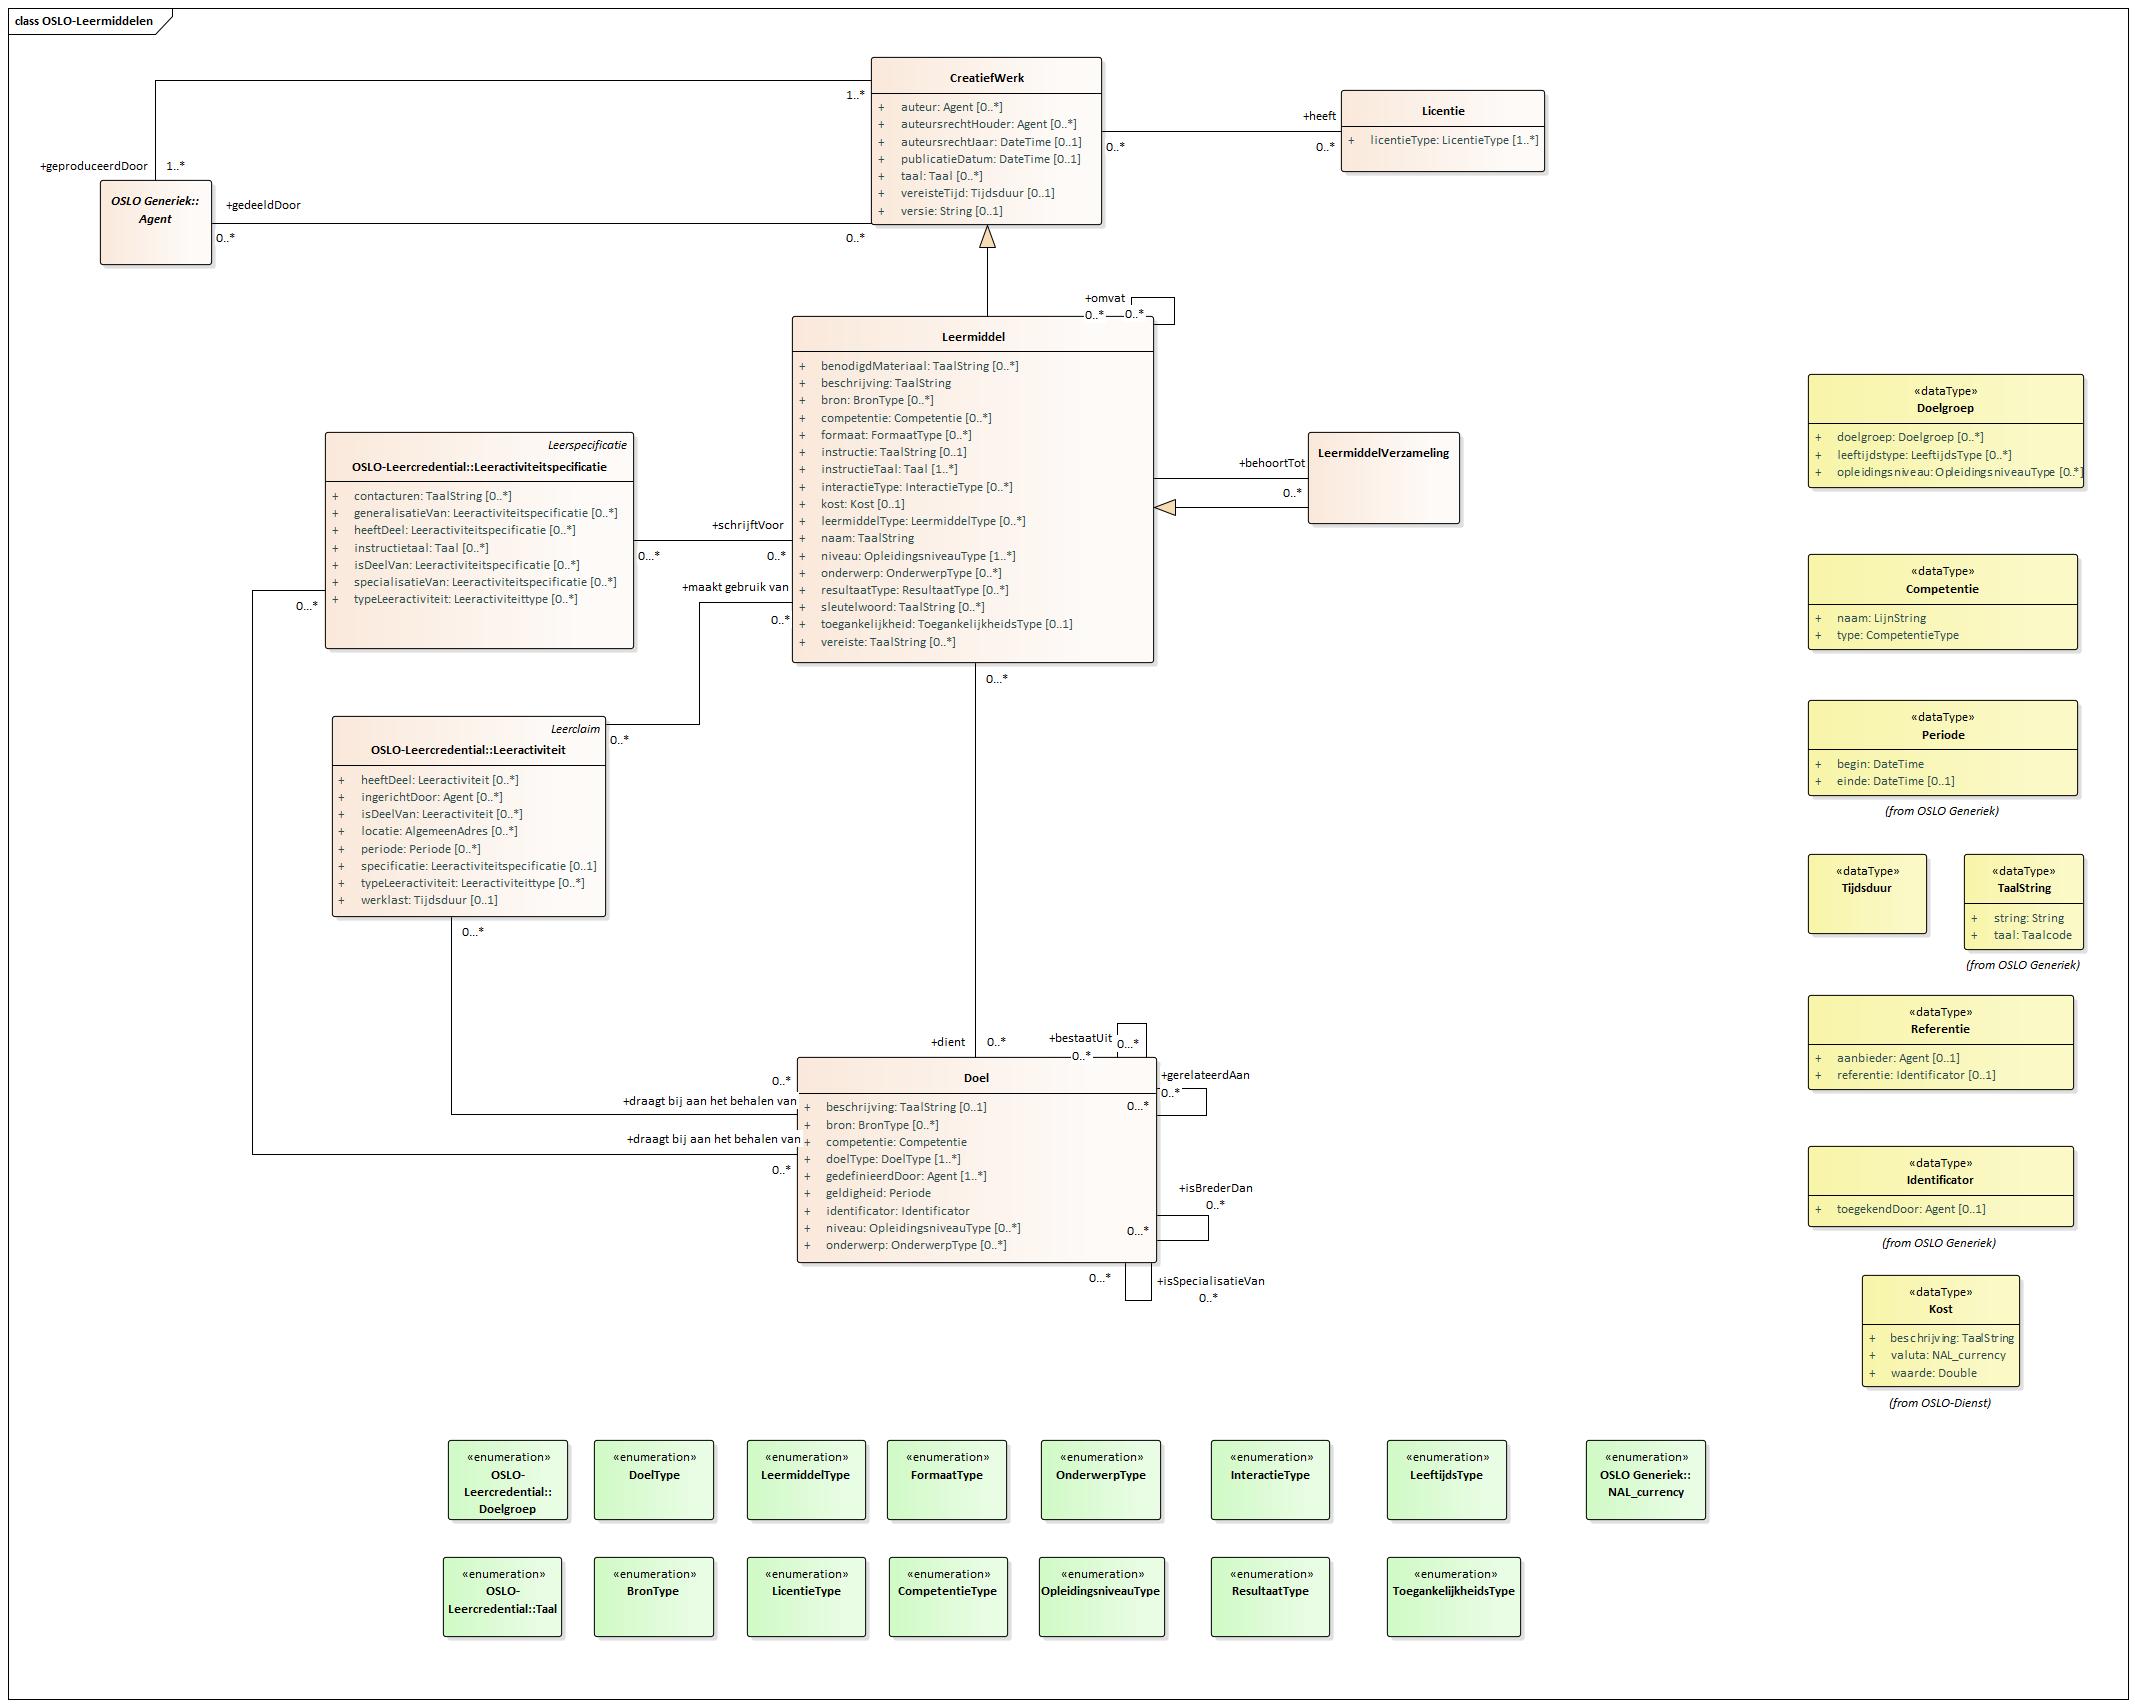 class OSLO-Leermiddelen
CreatiefWerk
+ auteur: Agent [0..*]
+ auteursrechtHouder: Agent [0..*]
+ auteursrechtJaar: DateTime [0..1]
+ publicatieDatum: DateTime [0..1]
+ taal: Taal [0..*]
+ vereisteTijd: Tijdsduur [0..1]
+ versie: String [0..1]
1..*
+geproduceerdDoor
1..*
OSLO Generiek::
Agent
+gedeeldDoor
0..*
0..*
+heeft
0..*
0..*
Licentie
+ licentieType: LicentieType [1..*]
+omvat
0..*
0..*
Leermiddel
+ benodigdMateriaal: TaalString [0..*]
+ beschrijving: TaalString
+ bron: BronType [0..*]
+ competentie: Competentie [0..*]
+ formaat: FormaatType [0..*]
+ instructie: TaalString [0..1]
+ instructieTaal: Taal [1..*]
+ interactieType: InteractieType [0..*]
+ kost: Kost [0..1]
+ leermiddelType: LeermiddelType [0..*]
+ naam: TaalString
+ niveau: OpleidingsniveauType [1..*]
+ onderwerp: OnderwerpType [0..*]
+ resultaatType: ResultaatType [0..*]
+ sleutelwoord: TaalString [0..*]
+ toegankelijkheid: ToegankelijkheidsType [0..1]
+ vereiste: TaalString [0..*]
+behoortTot
0..*
LeermiddelVerzameling
Leerspecificatie
OSLO-Leercredential::Leeractiviteitspecificatie
+ contacturen: TaalString [0..*]
+ generalisatieVan: Leeractiviteitspecificatie [0..*]
+ heeftDeel: Leeractiviteitspecificatie [0..*]
+ instructietaal: Taal [0..*]
+ isDeelVan: Leeractiviteitspecificatie [0..*]
+ specialisatieVan: Leeractiviteitspecificatie [0..*]
+ typeLeeractiviteit: Leeractiviteittype [0..*]
+schrijftVoor
0...*
0..*
+maakt gebruik van
0..*
0...*
Leerclaim
OSLO-Leercredential::Leeractiviteit
+ heeftDeel: Leeractiviteit [0..*]
+ ingerichtDoor: Agent [0..*]
+ isDeelVan: Leeractiviteit [0..*]
+ locatie: AlgemeenAdres [0..*]
+ periode: Periode [0..*]
+ specificatie: Leeractiviteitspecificatie [0..1]
+ typeLeeractiviteit: Leeractiviteittype [0..*]
+ werklast: Tijdsduur [0..1]
0..*
0...*
0...*
+dient
0..*
+bestaatUit
0..*
0...*
0..*
+draagt bij aan het behalen van
+draagt bij aan het behalen van
0..*
Doel
+ beschrijving: TaalString [0..1]
+ bron: BronType [0..*]
+ competentie: Competentie
+ doelType: DoelType [1..*]
+ gedefinieerdDoor: Agent [1..*]
+ geldigheid: Periode
+ identificator: Identificator
+ niveau: OpleidingsniveauType [0..*]
+ onderwerp: OnderwerpType [0..*]
+gerelateerdAan
0..*
0...*
+isBrederDan
0..*
0...*
0...*
+isSpecialisatieVan
0..*
«dataType»
Doelgroep
+ doelgroep: Doelgroep [0..*]
+ leeftijdstype: LeeftijdsType [0..*]
+ opleidingsniveau: OpleidingsniveauType [0..*]
«dataType»
Competentie
+ naam: LijnString
+ type: CompetentieType
«dataType»
Periode
+ begin: DateTime
+ einde: DateTime [0..1]
(from OSLO Generiek)
«dataType»
Tijdsduur
«dataType»
TaalString
+ string: String
+ taal: Taalcode
(from OSLO Generiek)
«dataType»
Referentie
+ aanbieder: Agent [0..1]
+ referentie: Identificator [0..1]
«dataType»
Identificator
+ toegekendDoor: Agent [0..1]
(from OSLO Generiek)
«dataType»
Kost
+ beschrijving: TaalString
+ valuta: NAL_currency
+ waarde: Double
(from OSLO-Dienst)
«enumeration»
OSLO-
Leercredential::
Doelgroep
«enumeration»
DoelType
«enumeration»
LeermiddelType
«enumeration»
FormaatType
«enumeration»
OnderwerpType
«enumeration»
InteractieType
«enumeration»
LeeftijdsType
«enumeration»
OSLO Generiek::
NAL_currency
«enumeration»
OSLO-
Leercredential::Taal
«enumeration»
BronType
«enumeration»
LicentieType
«enumeration»
CompetentieType
«enumeration»
OpleidingsniveauType
«enumeration»
ResultaatType
«enumeration»
ToegankelijkheidsType